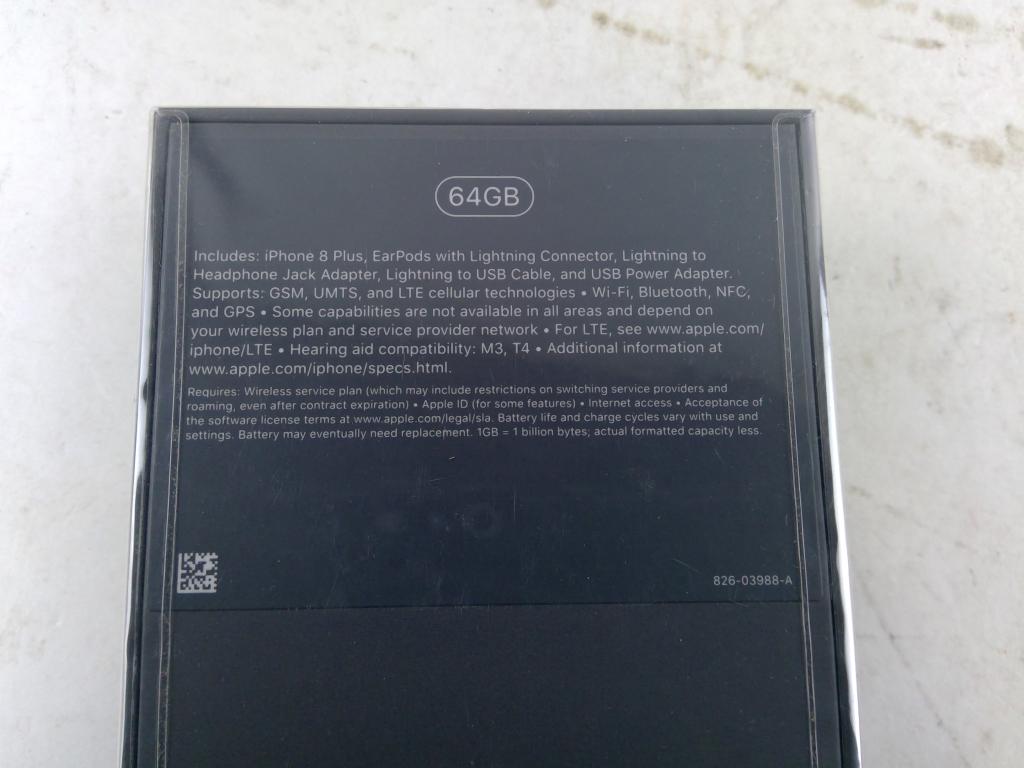 64GB
Includes: iPhone 8 Plus, EarPods with Lightning Connector, Lightning to
Headphone Jack Adapter, Lightning to USB Cable, and USB Power Adapter.
Supports: GSM, UMTS, and LTE cellular technologies • Wi-Fi, Bluetooth, NFC,
and GPS • Some capabilities are not available in all areas and depend on
your wireless plan and service provider network • For LTE, see www.apple.com/
iphone/LTE • Hearing aid compatibility: M3, T4 • Additional information at
www.apple.com/iphone/specs.html.
Requires: Wireless service plan (which may include restrictions on switching service providers and
roaming, even after contract expiration) • Apple ID (for some features) • Internet access • Acceptance of
the software license terms at www.apple.com/legal/sla. Battery life and charge cycles vary with use and
settings. Battery may eventually need replacement. 1GB = 1 billion bytes; actual formatted capacity less.
826-03988-A